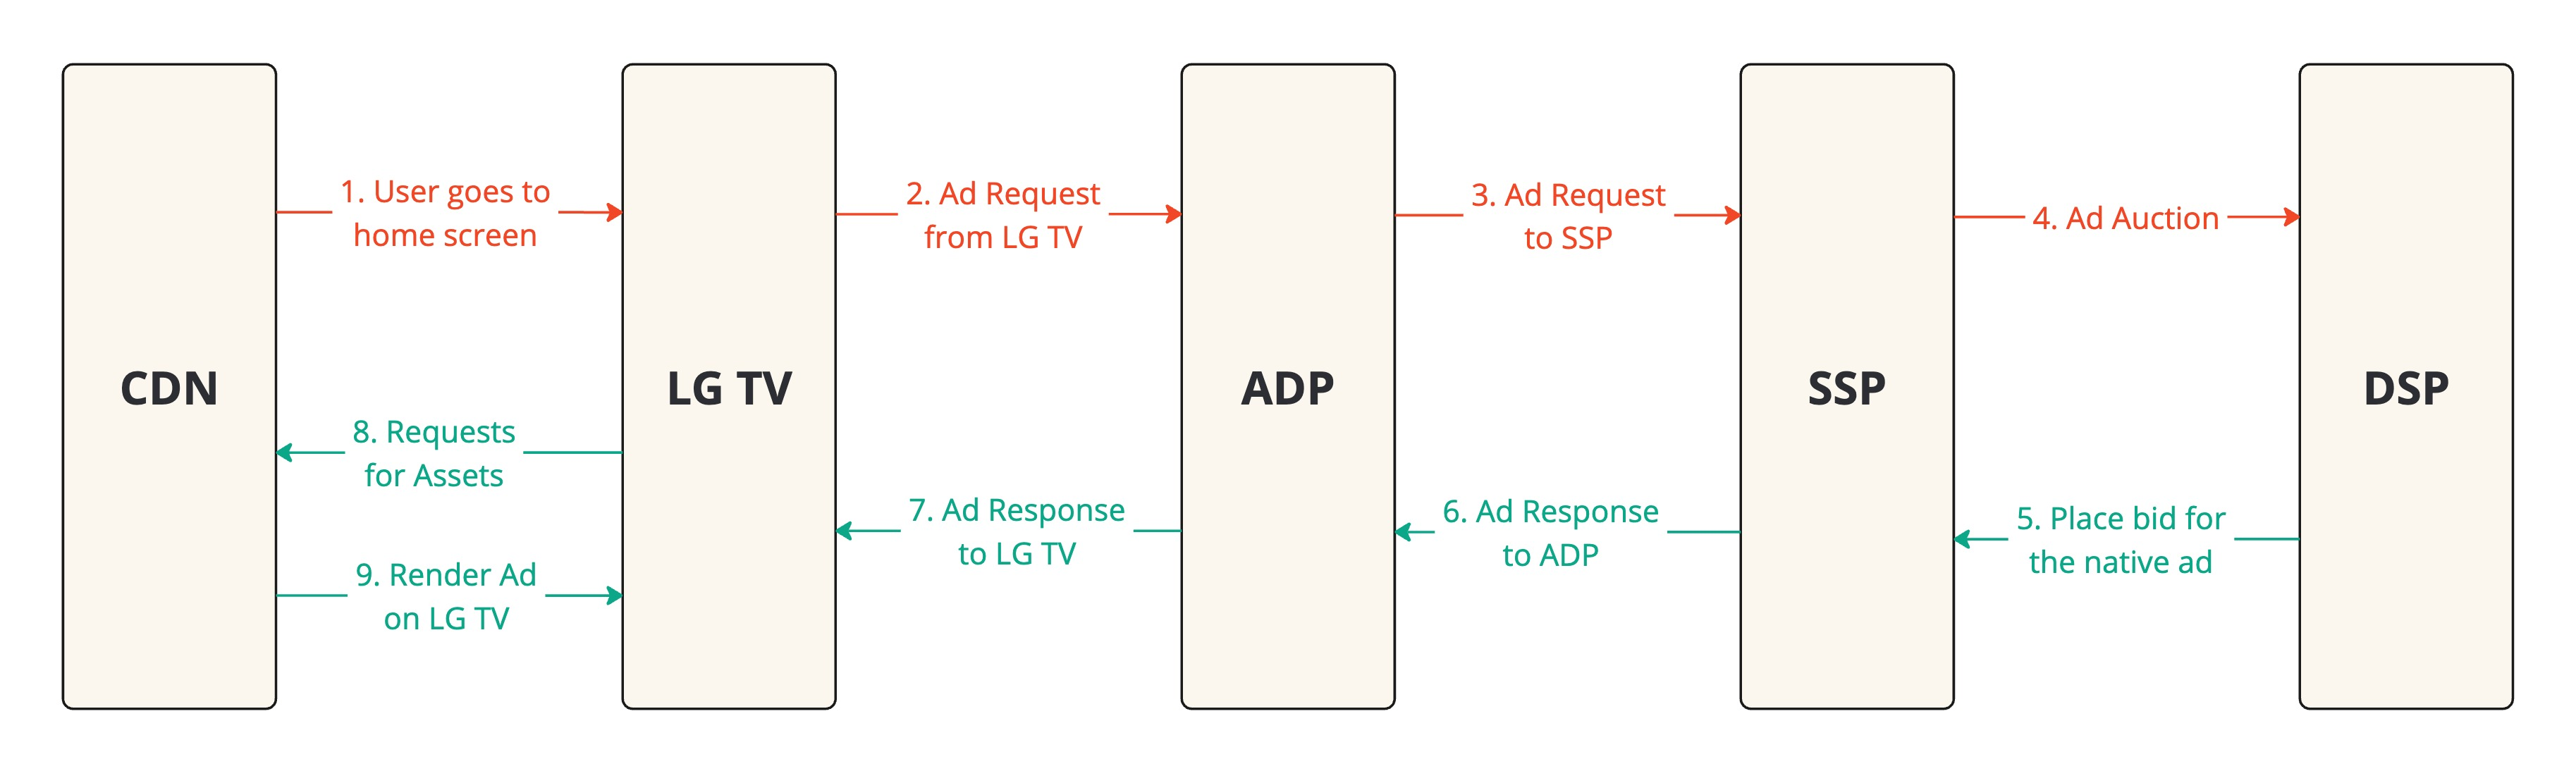 CDN
LG TV
ADP
SSP
DSP
1. User goes to
home screen
2. Ad Request
from LG TV
3. Ad Request
to SSP
4. Ad Auction
5. Place bid for
the native ad
6. Ad Response
to ADP
7. Ad Response
to LG TV
8. Requests
for Assets
9. Render Ad
on LG TV